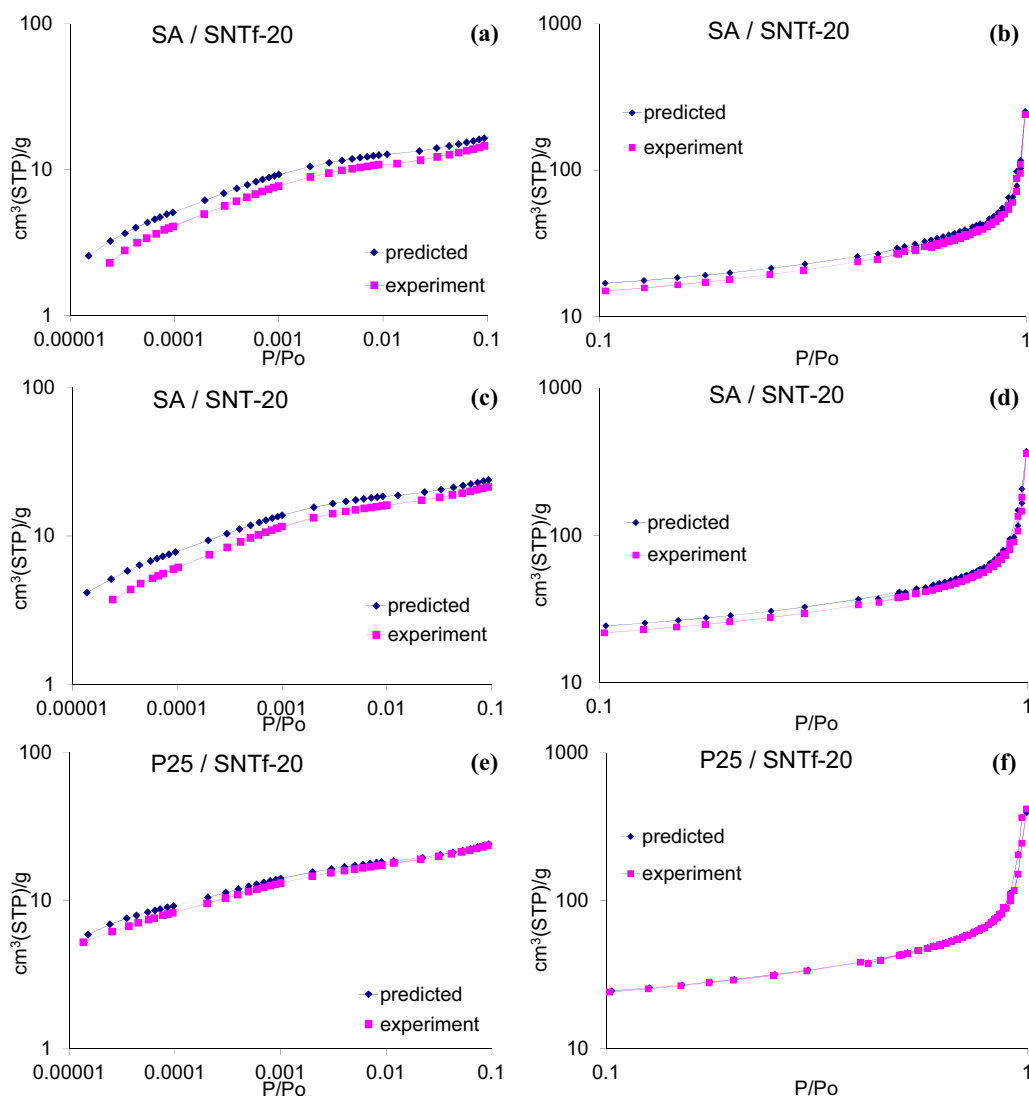 SA / SNTf-20
(a)
100
10
1
cm³(STP)/g
predicted
experiment
0.00001
0.0001
0.001
0.01
0.1
P/Po
SA / SNTf-20
(b)
1000
100
10
cm³(STP)/g
predicted
experiment
0.1
1
P/Po
SA / SNT-20
(c)
100
10
1
cm³(STP)/g
predicted
experiment
0.00001
0.0001
0.001
0.01
0.1
P/Po
SA / SNT-20
(d)
1000
100
10
cm³(STP)/g
predicted
experiment
0.1
1
P/Po
P25 / SNTf-20
(e)
100
10
1
cm³(STP)/g
predicted
experiment
0.00001
0.0001
0.001
0.01
0.1
P/Po
P25 / SNTf-20
(f)
1000
100
10
cm³(STP)/g
predicted
experiment
0.1
1
P/Po